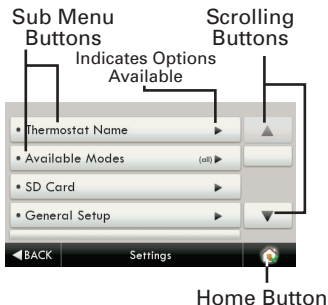 Sub Menu
Buttons
Scrolling
Buttons
Indicates Options
Available
• Thermostat Name ▶
• Available Modes (all) ▶
• SD Card ▶
• General Setup ▶
◀BACK Settings
Home Button